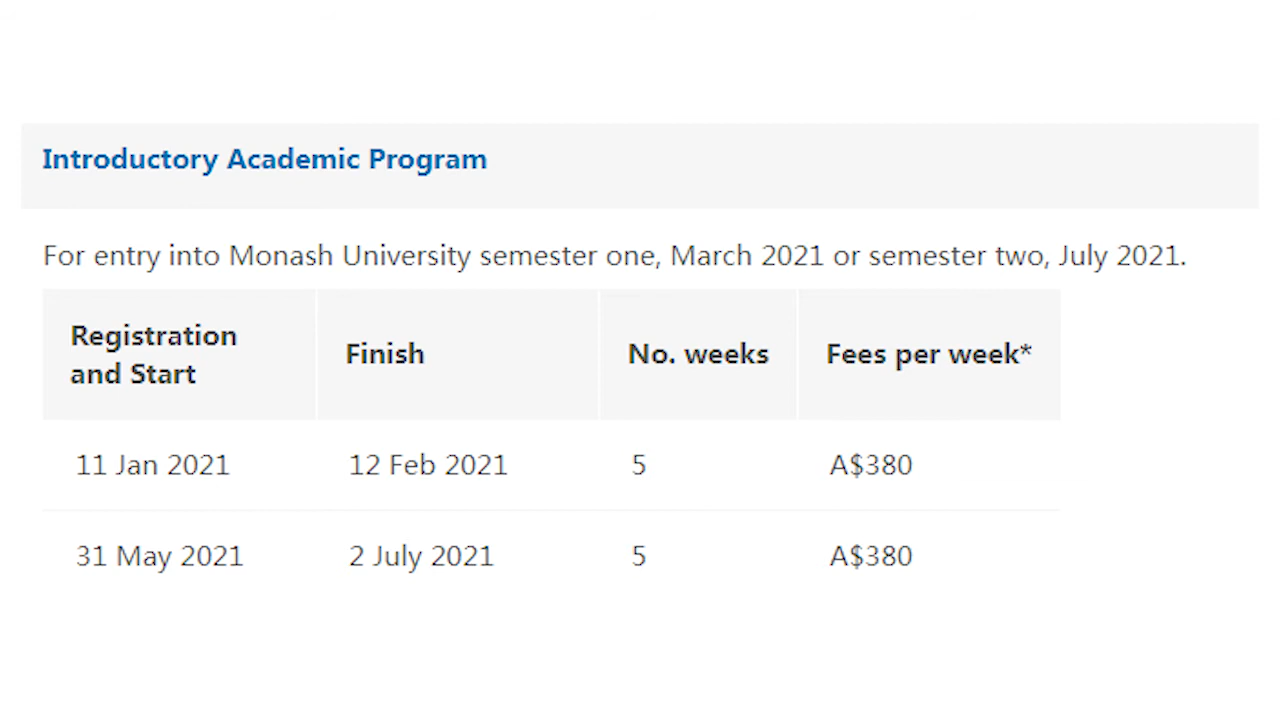 Introductory Academic Program
For entry into Monash University semester one, March 2021 or semester two, July 2021.
Registration and Start Finish No. weeks Fees per week*
11 Jan 2021 12 Feb 2021 5 A$380
31 May 2021 2 July 2021 5 A$380